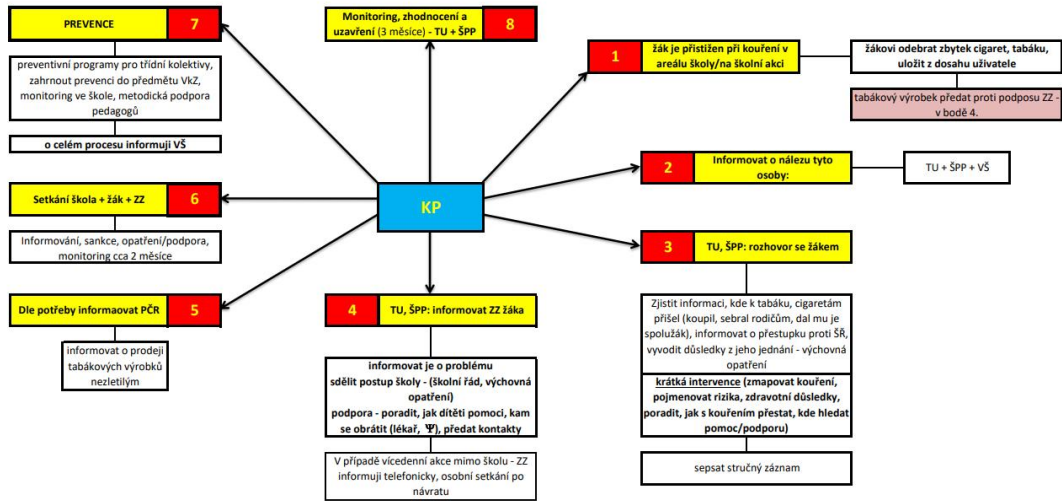 PREVENCE
7
preventivní programy pro třídní kolektivy,
zahrnout prevenci do předmětu VkZ,
monitoring ve škole, metodická podpora
pedagogů
o celém procesu informuji VŠ
Monitoring, zhodnocení a
uzavření (3 měsíce) - TU + ŠPP
8
1
žák je přistižen při kouření v
areálu školy/na školní akci
žákovi odebrat zbytek cigaret, tabáku,
uložit z dosahu uživatele
tabákový výrobek předat proti podposu ZZ -
v bodě 4.
2
Informovat o nálezu tyto
osoby:
TU + ŠPP + VŠ
Setkání škola + žák + ZZ
6
Informování, sankce, opatření/podpora,
monitoring cca 2 měsíce
KP
3
TU, ŠPP: rozhovor se žákem
Zjistit informaci, kde k tabáku, cigaretám
přišel (koupil, sebral rodičům, dal mu je
spolužák), informovat o přestupku proti ŠŘ,
vyvodit důsledky z jeho jednání - výchovná
opatření
krátká intervence (zmapovat kouření,
pojmenovat rizika, zdravotní důsledky,
poradit, jak s kouřením přestat, kde hledat
pomoc/podporu)
sepsat stručný záznam
Dle potřeby informaovat PČR
5
informovat o prodeji
tabákových výrobků
nezletilým
4
TU, ŠPP: informovat ZZ žáka
informovat je o problému
sdělit postup školy - (školní řád, výchovná
opatření)
podpora - poradit, jak dítěti pomoci, kam
se obrátit (lékař, Ψ), předat kontakty
V případě vícedenní akce mimo školu - ZZ
informuji telefonicky, osobní setkání po
návratu